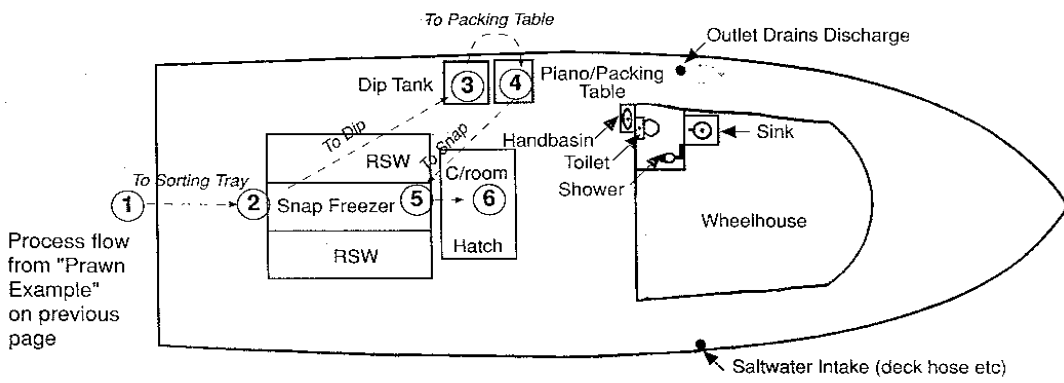 To Packing Table
Outlet Drains Discharge
Dip Tank
3
4
Piano/Packing
Table
Handbasin
Toilet
Shower
Sink
To Dip
To Snap
RSW
C/room
To Sorting Tray
1
2
Snap Freezer
5
6
Wheelhouse
RSW
Hatch
Process flow
from "Prawn
Example"
on previous
page
Saltwater Intake (deck hose etc)